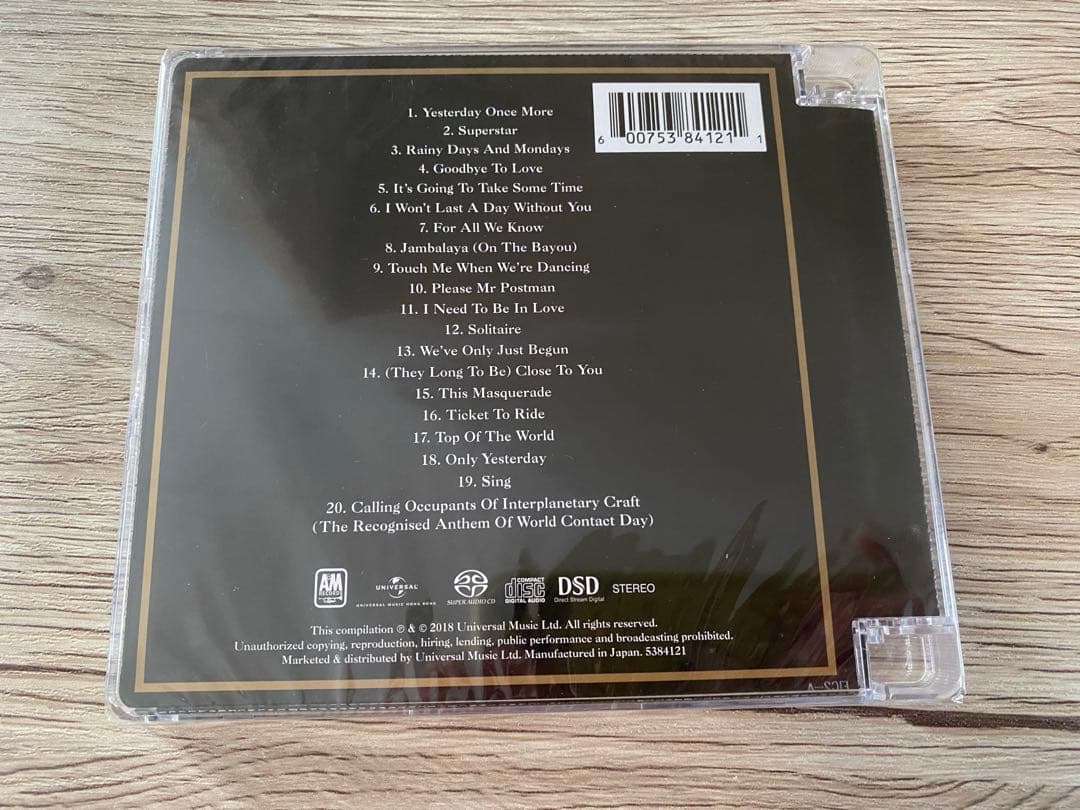 1. Yesterday Once More
2. Superstar
3. Rainy Days And Mondays
4. Goodbye To Love
5. It's Going To Take Some Time
6. I Won't Last A Day Without You
7. For All We Know
8. Jambalaya (On The Bayou)
9. Touch Me When We're Dancing
10. Please Mr Postman
11. I Need To Be In Love
12. Solitaire
13. We've Only Just Begun
14. (They Long To Be) Close To You
15. This Masquerade
16. Ticket To Ride
17. Top Of The World
18. Only Yesterday
19. Sing
20. Calling Occupants Of Interplanetary Craft
(The Recognised Anthem Of World Contact Day)
6 00753 84121 1
A&M RECORDS
UNIVERSAL
UNIVERSAL MUSIC HONG KONG
SUPER AUDIO CD
COMPACT disc DIGITAL AUDIO
DSD
Direct Stream Digital
STEREO
This compilation ℗ & © 2018 Universal Music Ltd. All rights reserved.
Unauthorized copying, reproduction, hiring, lending, public performance and broadcasting prohibited.
Marketed & distributed by Universal Music Ltd. Manufactured in Japan. 5384121